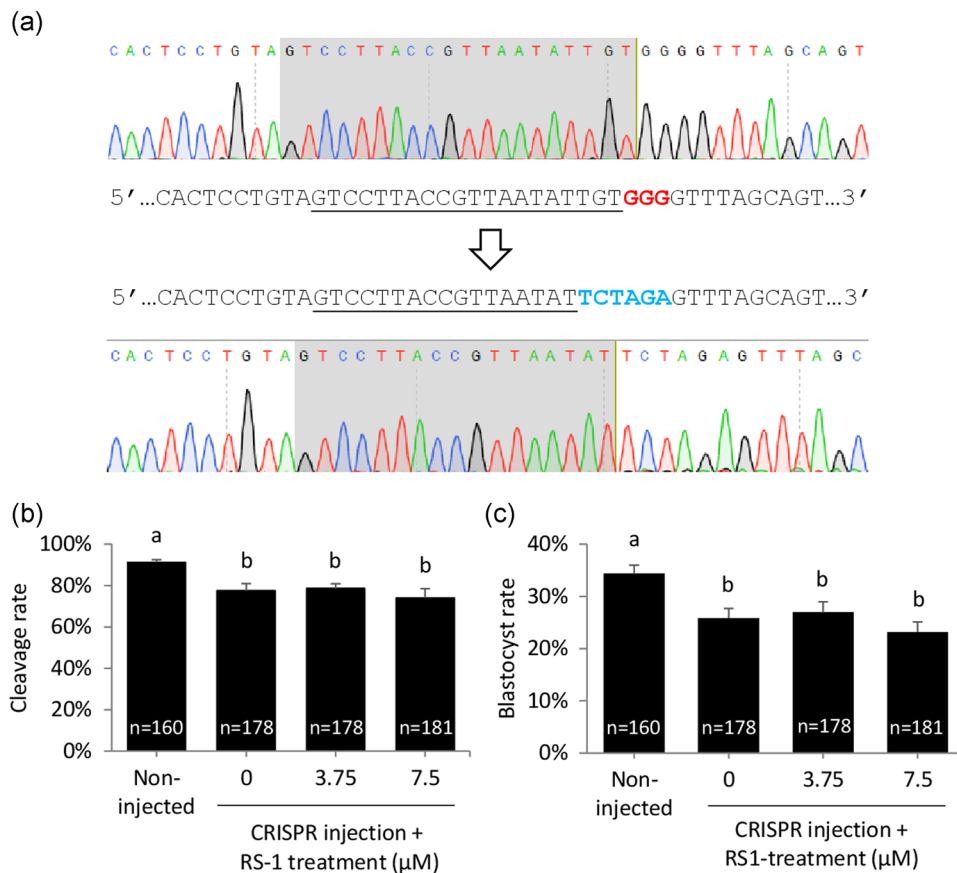 (a)
CACTCCTGTAGTCCTTACCGTTAATATTGTGGGGTTTAGCAGT
5’…CACTCCTGTAGTCCTTACCGTTAATATTGTGGGGTTTAGCAGT…3’
5’…CACTCCTGTAGTCCTTACCGTTAATATTCTAGAGTTTAGCAGT…3’
CACTCCTGTAGTCCTTACCGTTAATATTCTAGAGTTTAGC
(b)
100%
80%
60%
40%
20%
0%
Cleavage rate
a
b
b
b
n=160
n=178
n=178
n=181
Non-
injected
0
3.75
7.5
CRISPR injection +
RS-1 treatment (µM)
(c)
40%
30%
20%
10%
0%
Blastocyst rate
a
b
b
b
n=160
n=178
n=178
n=181
Non-
injected
0
3.75
7.5
CRISPR injection +
RS1-treatment (µM)